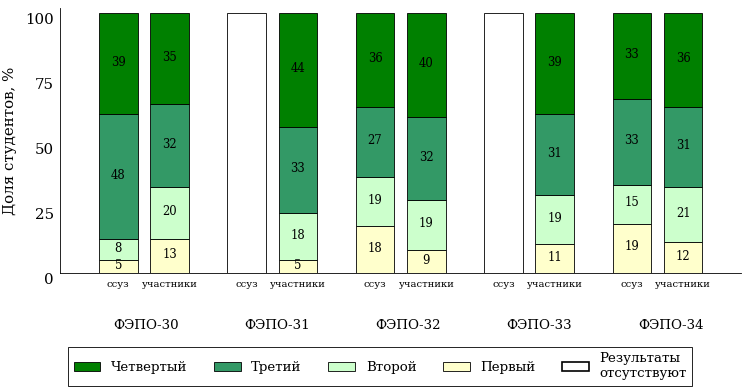 Доля студентов, %
100
75
50
25
0
39 35 44 36 40 39 33 36
48 32 33 27 32 31 33 31
8 20 18 19 19 19 15 21
5 13 5 18 9 11 19 12
ссуз участники ссуз участники ссуз участники ссуз участники ссуз участники
ФЭПО-30 ФЭПО-31 ФЭПО-32 ФЭПО-33 ФЭПО-34
Четвертый Третий Второй Первый Результаты
отсутствуют